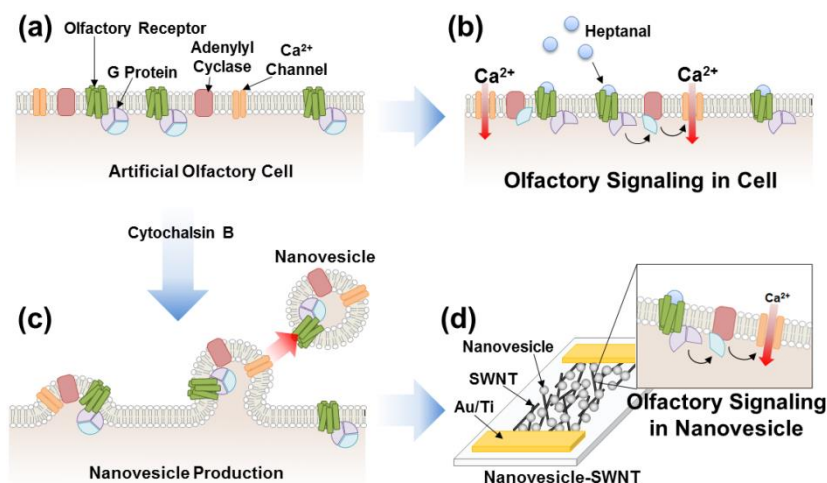 (a)
Olfactory Receptor
G Protein
Adenylyl
Cyclase
Ca²⁺
Channel
Artificial Olfactory Cell
(b)
Heptanal
Ca²⁺
Ca²⁺
Olfactory Signaling in Cell
Cytochalsin B
(c)
Nanovesicle
Nanovesicle Production
(d)
Nanovesicle
SWNT
Au/Ti
Nanovesicle-SWNT
Ca²⁺
Olfactory Signaling
in Nanovesicle